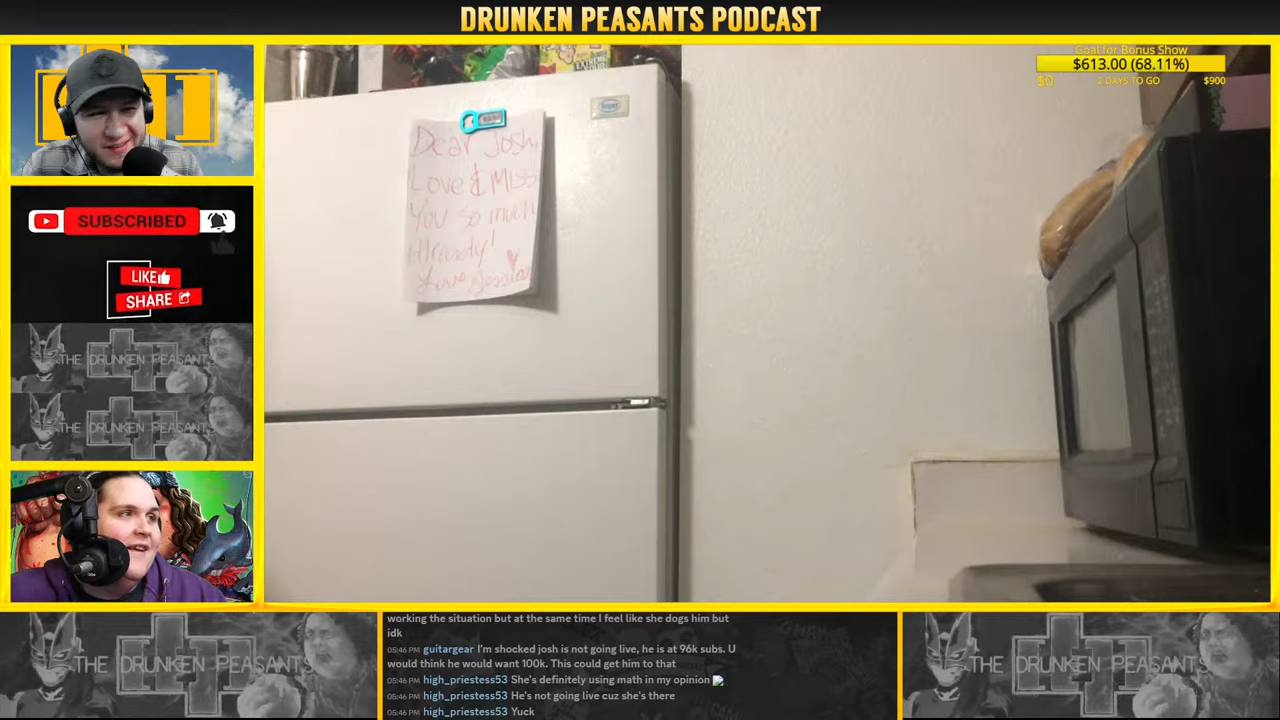 DRUNKEN PEASANTS PODCAST
Goal for Bonus Show
$613.00 (68.11%)
$0 2 DAYS TO GO $900
Dear Josh,
Love & Miss
You so much
Already!
Love Jessica
SUBSCRIBED
LIKE
SHARE
THE DRUNKEN PEASANTS
THE DRUNKEN PEASANTS
working the situation but at the same time I feel like she dogs him but
idk
05:46 PM guitargear I'm shocked josh is not going live, he is at 96k subs. U
would think he would want 100k. This could get him to that
05:46 PM high_priestess53 She's definitely using math in my opinion
05:46 PM high_priestess53 He's not going live cuz she's there
05:46 PM high_priestess53 Yuck
THE DRUNKEN PEASANTS
THE DRUNKEN PEASANTS